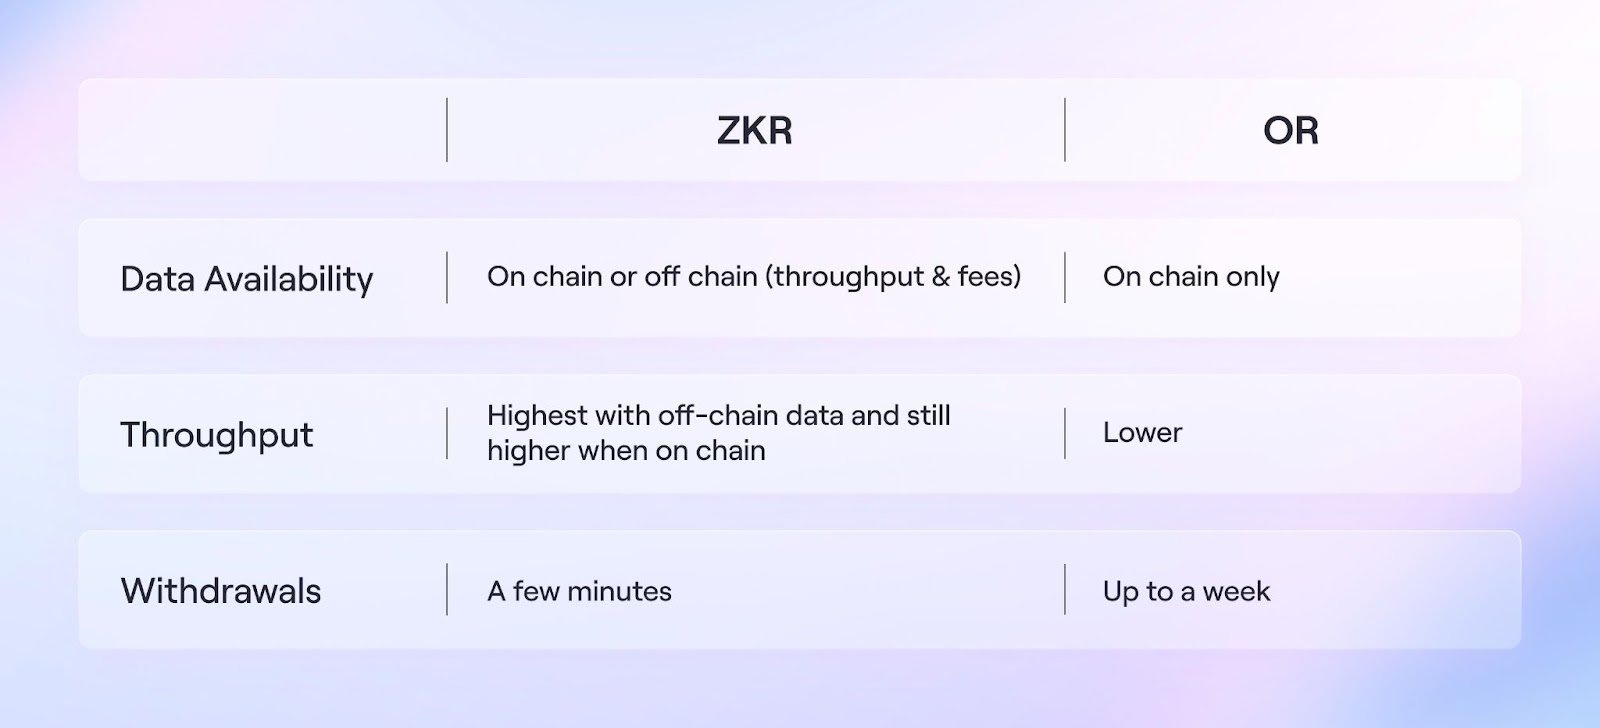 ZKR
OR
Data Availability
On chain or off chain (throughput & fees)
On chain only
Throughput
Highest with off-chain data and still
higher when on chain
Lower
Withdrawals
A few minutes
Up to a week